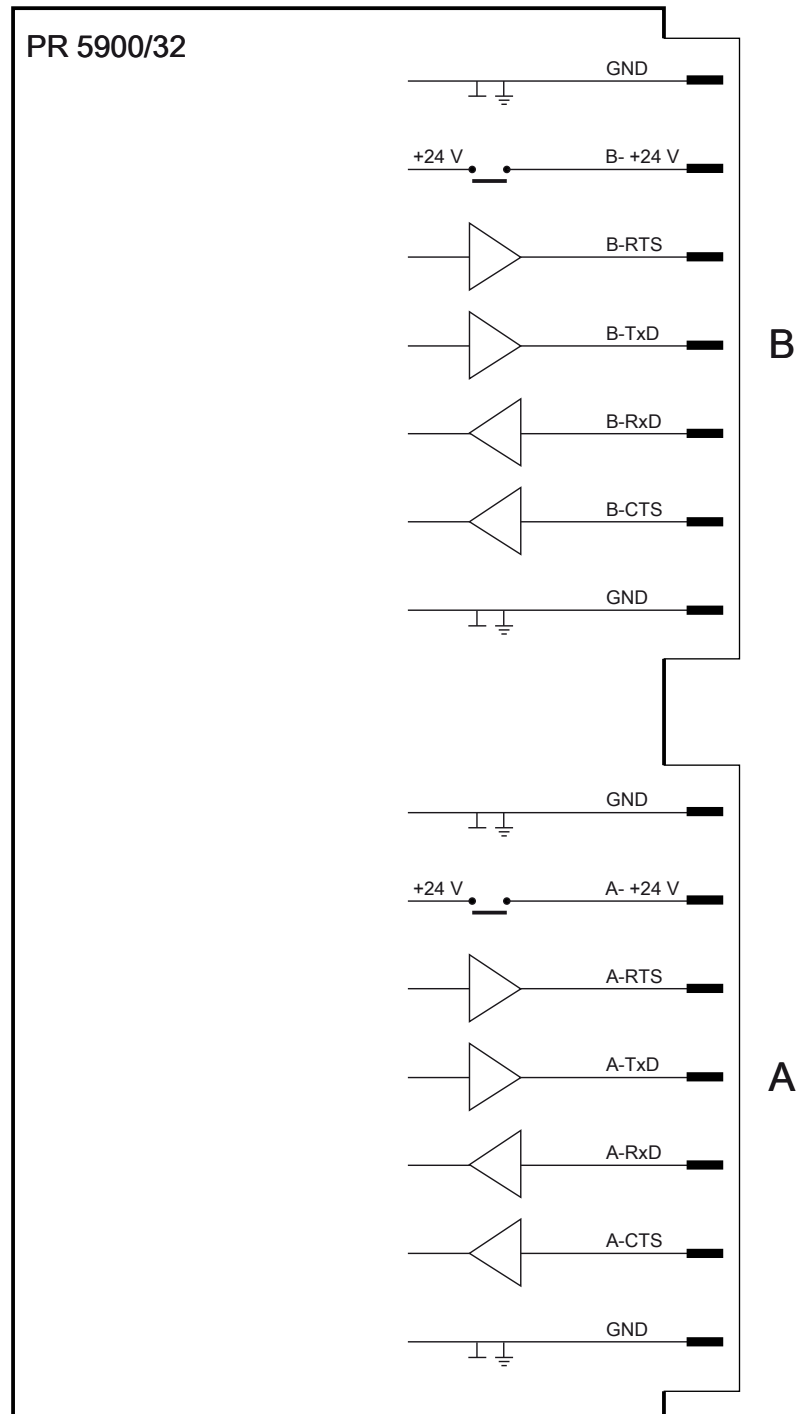 PR 5900/32
GND
+24 V B- +24 V
B-RTS
B-TxD
B
B-RxD
B-CTS
GND
GND
+24 V A- +24 V
A-RTS
A-TxD
A
A-RxD
A-CTS
GND